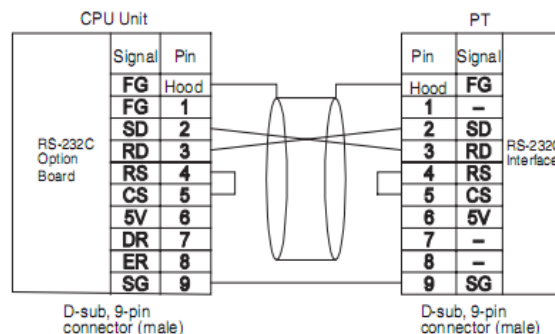 CPU Unit
PT
Signal Pin
Pin Signal
FG Hood
Hood FG
FG 1
1 –
SD 2
2 SD
RD 3
3 RD
RS 4
4 RS
CS 5
5 CS
5V 6
6 5V
DR 7
7 –
ER 8
8 –
SG 9
9 SG
RS-232C
Option
Board
RS-232C
Interface
D-sub, 9-pin
connector (male)
D-sub, 9-pin
connector (male)